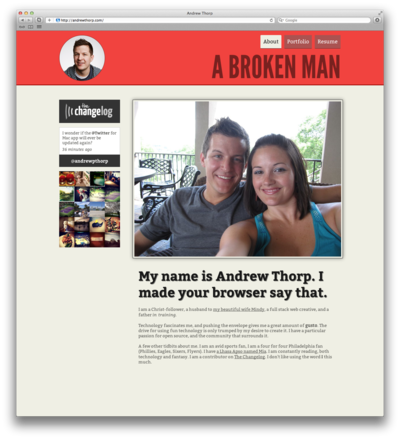 Andrew Thorp
http://andrewthorp.com/
Google
About
Portfolio
Resume
A BROKEN MAN
the
changelog
I wonder if the #Twitter for
Mac app will ever be
updated again?
56 minutes ago
@andrewpthorp
My name is Andrew Thorp. I
made your browser say that.
I am a Christ-follower, a husband to my beautiful wife Mindy, a full stack web creative, and a
father in training.
Technology fascinates me, and pushing the envelope gives me a great amount of gusto. The
drive for using fun technology is only trumped by my desire to create it. I have a particular
passion for open source, and the community that surrounds it.
A few other tidbits about me. I am an avid sports fan, I am a four for four Philadelphia fan
(Phillies, Eagles, Sixers, Flyers). I have a Lhasa Apso named Mia. I am constantly reading, both
technology and fantasy. I am a contributor on The Changelog. I don't like using the word I this
much.